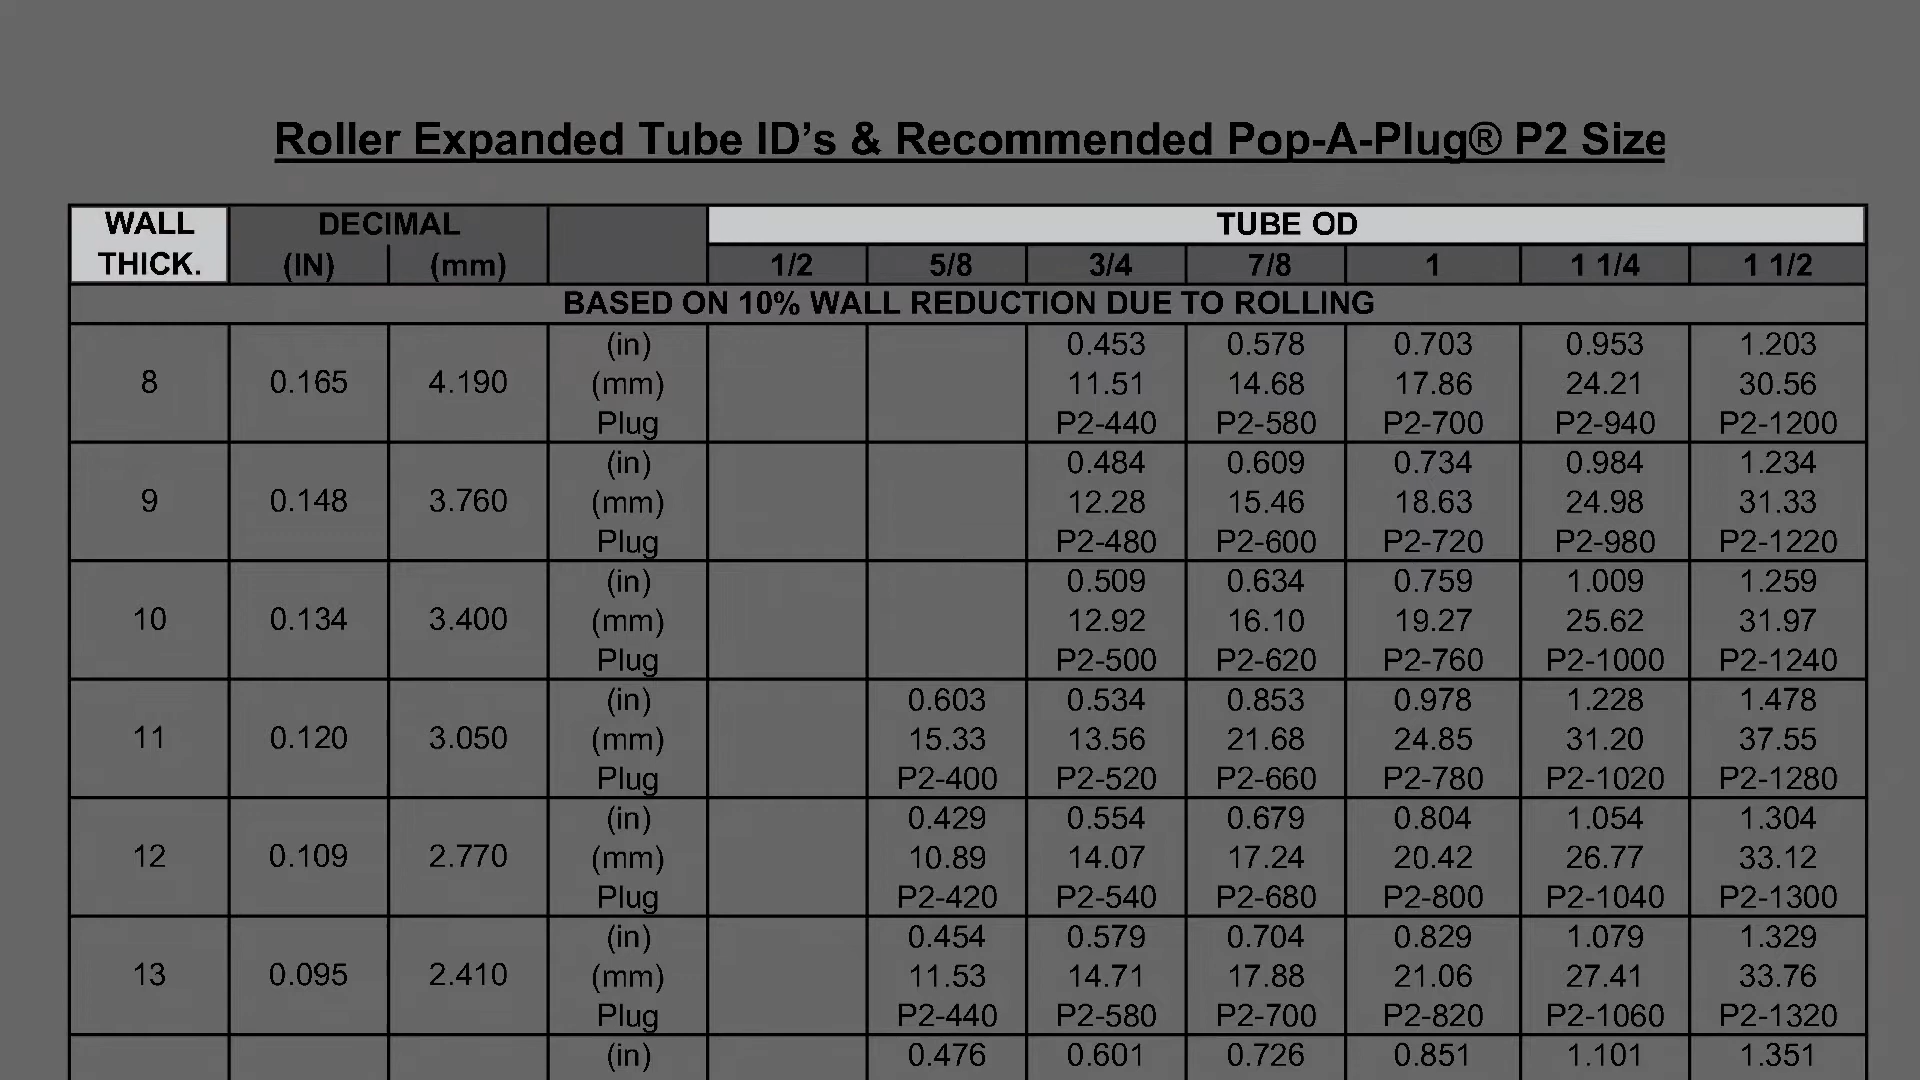 Roller Expanded Tube ID's & Recommended Pop-A-Plug® P2 Size
WALL THICK. DECIMAL TUBE OD
(IN) (mm) 1/2 5/8 3/4 7/8 1 1 1/4 1 1/2
BASED ON 10% WALL REDUCTION DUE TO ROLLING
(in) 0.453 0.578 0.703 0.953 1.203
8 0.165 4.190 (mm) 11.51 14.68 17.86 24.21 30.56
Plug P2-440 P2-580 P2-700 P2-940 P2-1200
(in) 0.484 0.609 0.734 0.984 1.234
9 0.148 3.760 (mm) 12.28 15.46 18.63 24.98 31.33
Plug P2-480 P2-600 P2-720 P2-980 P2-1220
(in) 0.509 0.634 0.759 1.009 1.259
10 0.134 3.400 (mm) 12.92 16.10 19.27 25.62 31.97
Plug P2-500 P2-620 P2-760 P2-1000 P2-1240
(in) 0.603 0.534 0.853 0.978 1.228 1.478
11 0.120 3.050 (mm) 15.33 13.56 21.68 24.85 31.20 37.55
Plug P2-400 P2-520 P2-660 P2-780 P2-1020 P2-1280
(in) 0.429 0.554 0.679 0.804 1.054 1.304
12 0.109 2.770 (mm) 10.89 14.07 17.24 20.42 26.77 33.12
Plug P2-420 P2-540 P2-680 P2-800 P2-1040 P2-1300
(in) 0.454 0.579 0.704 0.829 1.079 1.329
13 0.095 2.410 (mm) 11.53 14.71 17.88 21.06 27.41 33.76
Plug P2-440 P2-580 P2-700 P2-820 P2-1060 P2-1320
(in) 0.476 0.601 0.726 0.851 1.101 1.351